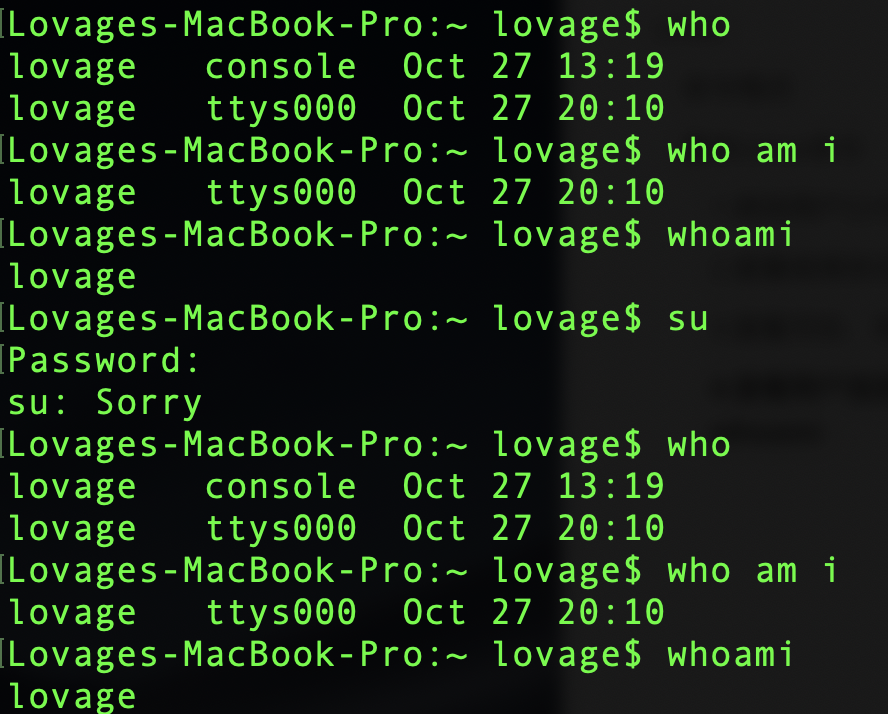 Lovages-MacBook-Pro:~ lovage$ who
lovage   console  Oct 27 13:19
lovage   ttys000  Oct 27 20:10
Lovages-MacBook-Pro:~ lovage$ who am i
lovage   ttys000  Oct 27 20:10
Lovages-MacBook-Pro:~ lovage$ whoami
lovage
Lovages-MacBook-Pro:~ lovage$ su
Password:
su: Sorry
Lovages-MacBook-Pro:~ lovage$ who
lovage   console  Oct 27 13:19
lovage   ttys000  Oct 27 20:10
Lovages-MacBook-Pro:~ lovage$ who am i
lovage   ttys000  Oct 27 20:10
Lovages-MacBook-Pro:~ lovage$ whoami
lovage